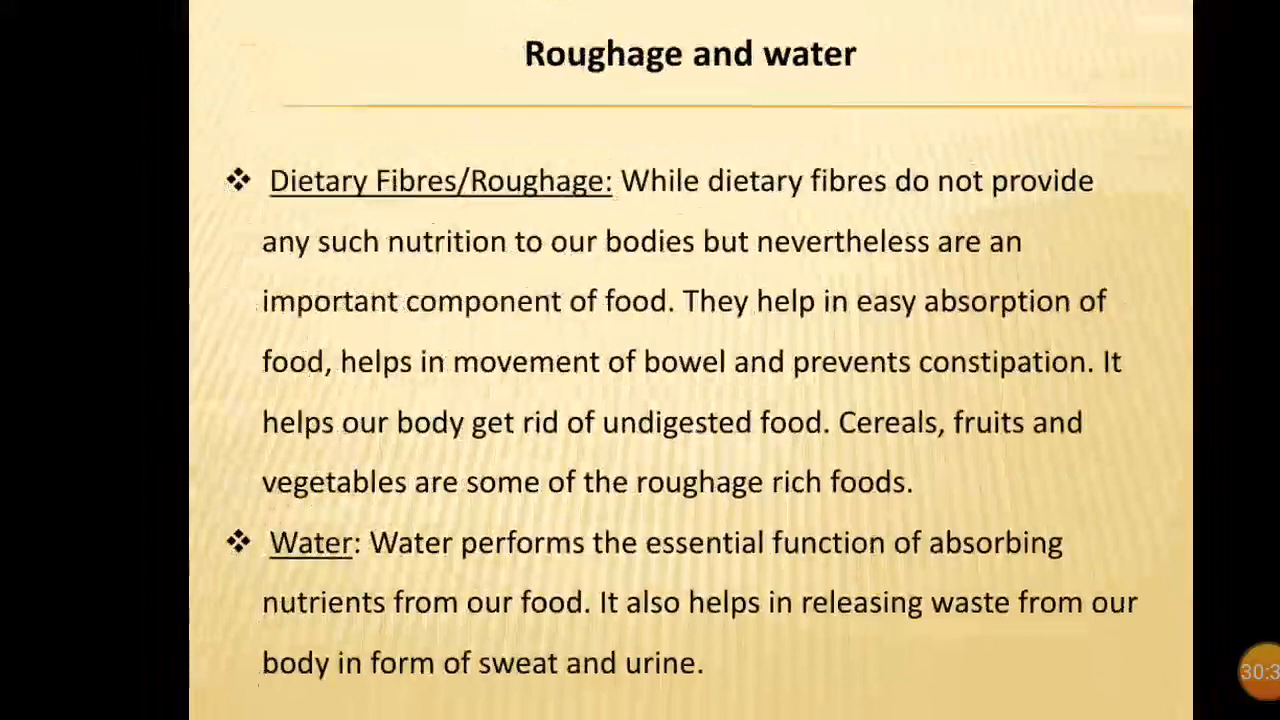 Roughage and water
❖ Dietary Fibres/Roughage: While dietary fibres do not provide
any such nutrition to our bodies but nevertheless are an
important component of food. They help in easy absorption of
food, helps in movement of bowel and prevents constipation. It
helps our body get rid of undigested food. Cereals, fruits and
vegetables are some of the roughage rich foods.
❖ Water: Water performs the essential function of absorbing
nutrients from our food. It also helps in releasing waste from our
body in form of sweat and urine.
30:3